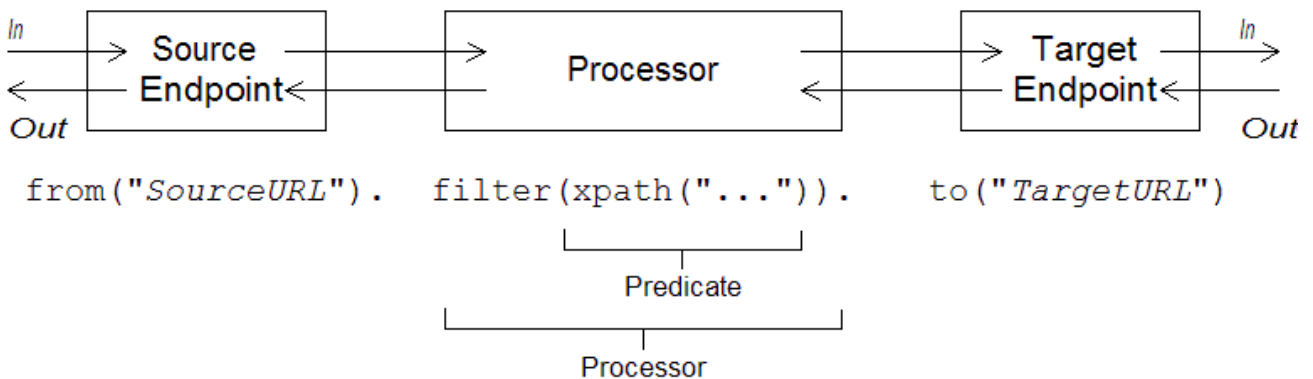 In
Source
Endpoint
Out
Processor
Target
Endpoint
In
Out
from("SourceURL"). filter(xpath("...")). to("TargetURL")
Predicate
Processor